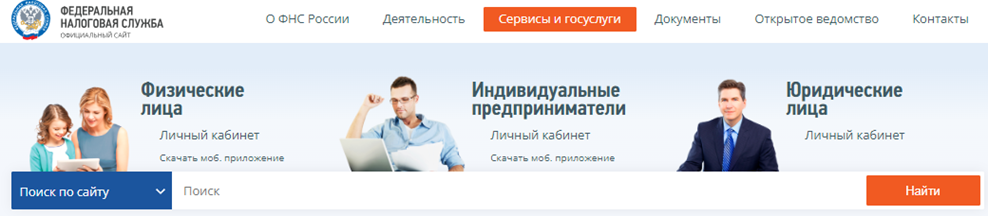 ФЕДЕРАЛЬНАЯ
НАЛОГОВАЯ СЛУЖБА
ОФИЦИАЛЬНЫЙ САЙТ
О ФНС России
Деятельность
Сервисы и госуслуги
Документы
Открытое ведомство
Контакты
Физические
лица
Личный кабинет
Скачать моб. приложение
Индивидуальные
предприниматели
Личный кабинет
Скачать моб. приложение
Юридические
лица
Личный кабинет
Поиск по сайту
Поиск
Найти